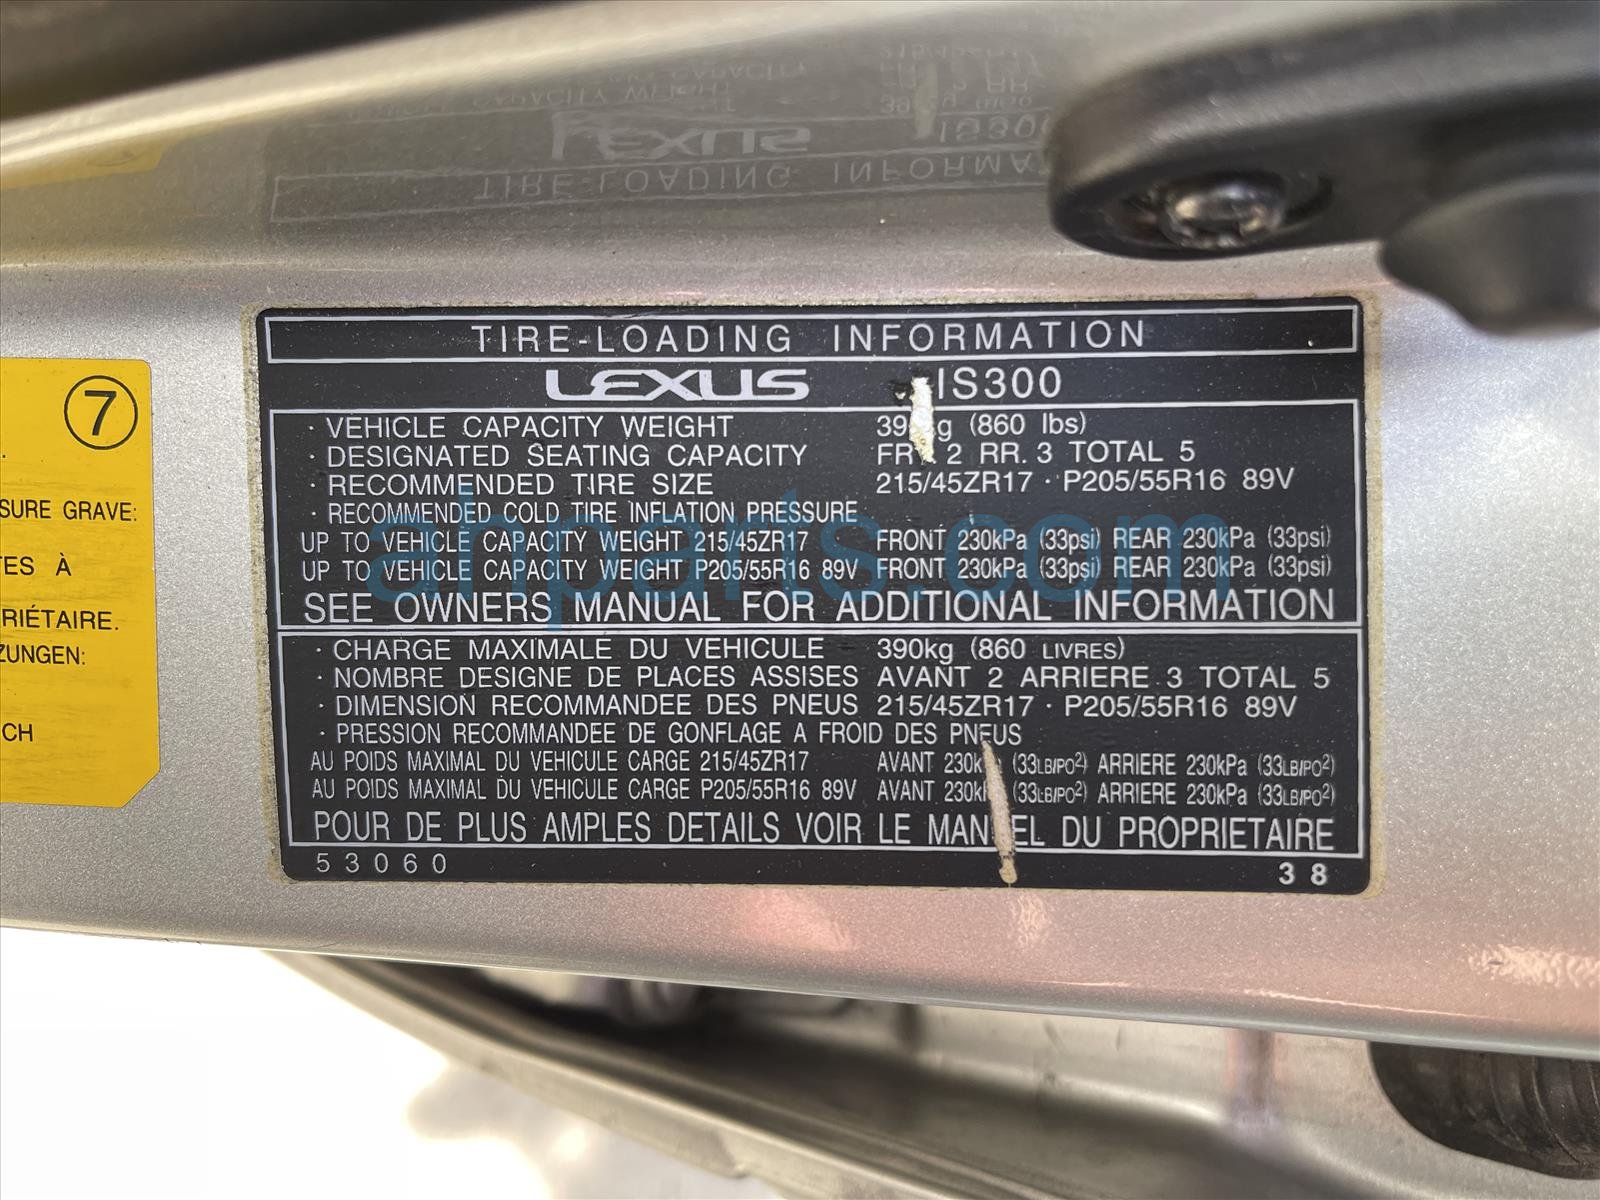 TIRE-LOADING INFORMATION
LEXUS IS300
· VEHICLE CAPACITY WEIGHT 39 g (860 lbs)
· DESIGNATED SEATING CAPACITY FR. 2 RR. 3 TOTAL 5
· RECOMMENDED TIRE SIZE 215/45ZR17 · P205/55R16 89V
· RECOMMENDED COLD TIRE INFLATION PRESSURE
UP TO VEHICLE CAPACITY WEIGHT 215/45ZR17 FRONT 230kPa (33psi) REAR 230kPa (33psi)
UP TO VEHICLE CAPACITY WEIGHT P205/55R16 89V FRONT 230kPa (33psi) REAR 230kPa (33psi)
SEE OWNERS MANUAL FOR ADDITIONAL INFORMATION
· CHARGE MAXIMALE DU VEHICULE 390kg (860 LIVRES)
· NOMBRE DESIGNE DE PLACES ASSISES AVANT 2 ARRIERE 3 TOTAL 5
· DIMENSION RECOMMANDEE DES PNEUS 215/45ZR17 · P205/55R16 89V
· PRESSION RECOMMANDEE DE GONFLAGE A FROID DES PNEUS
AU POIDS MAXIMAL DU VEHICULE CARGE 215/45ZR17 AVANT 230k (33LB/PO²) ARRIERE 230kPa (33LB/PO²)
AU POIDS MAXIMAL DU VEHICULE CARGE P205/55R16 89V AVANT 230k (33LB/PO²) ARRIERE 230kPa (33LB/PO²)
POUR DE PLUS AMPLES DETAILS VOIR LE MANUEL DU PROPRIETAIRE
53060 38
7
SURE GRAVE:
TES À
RIÉTAIRE.
ZUNGEN:
CH
ahparts.com